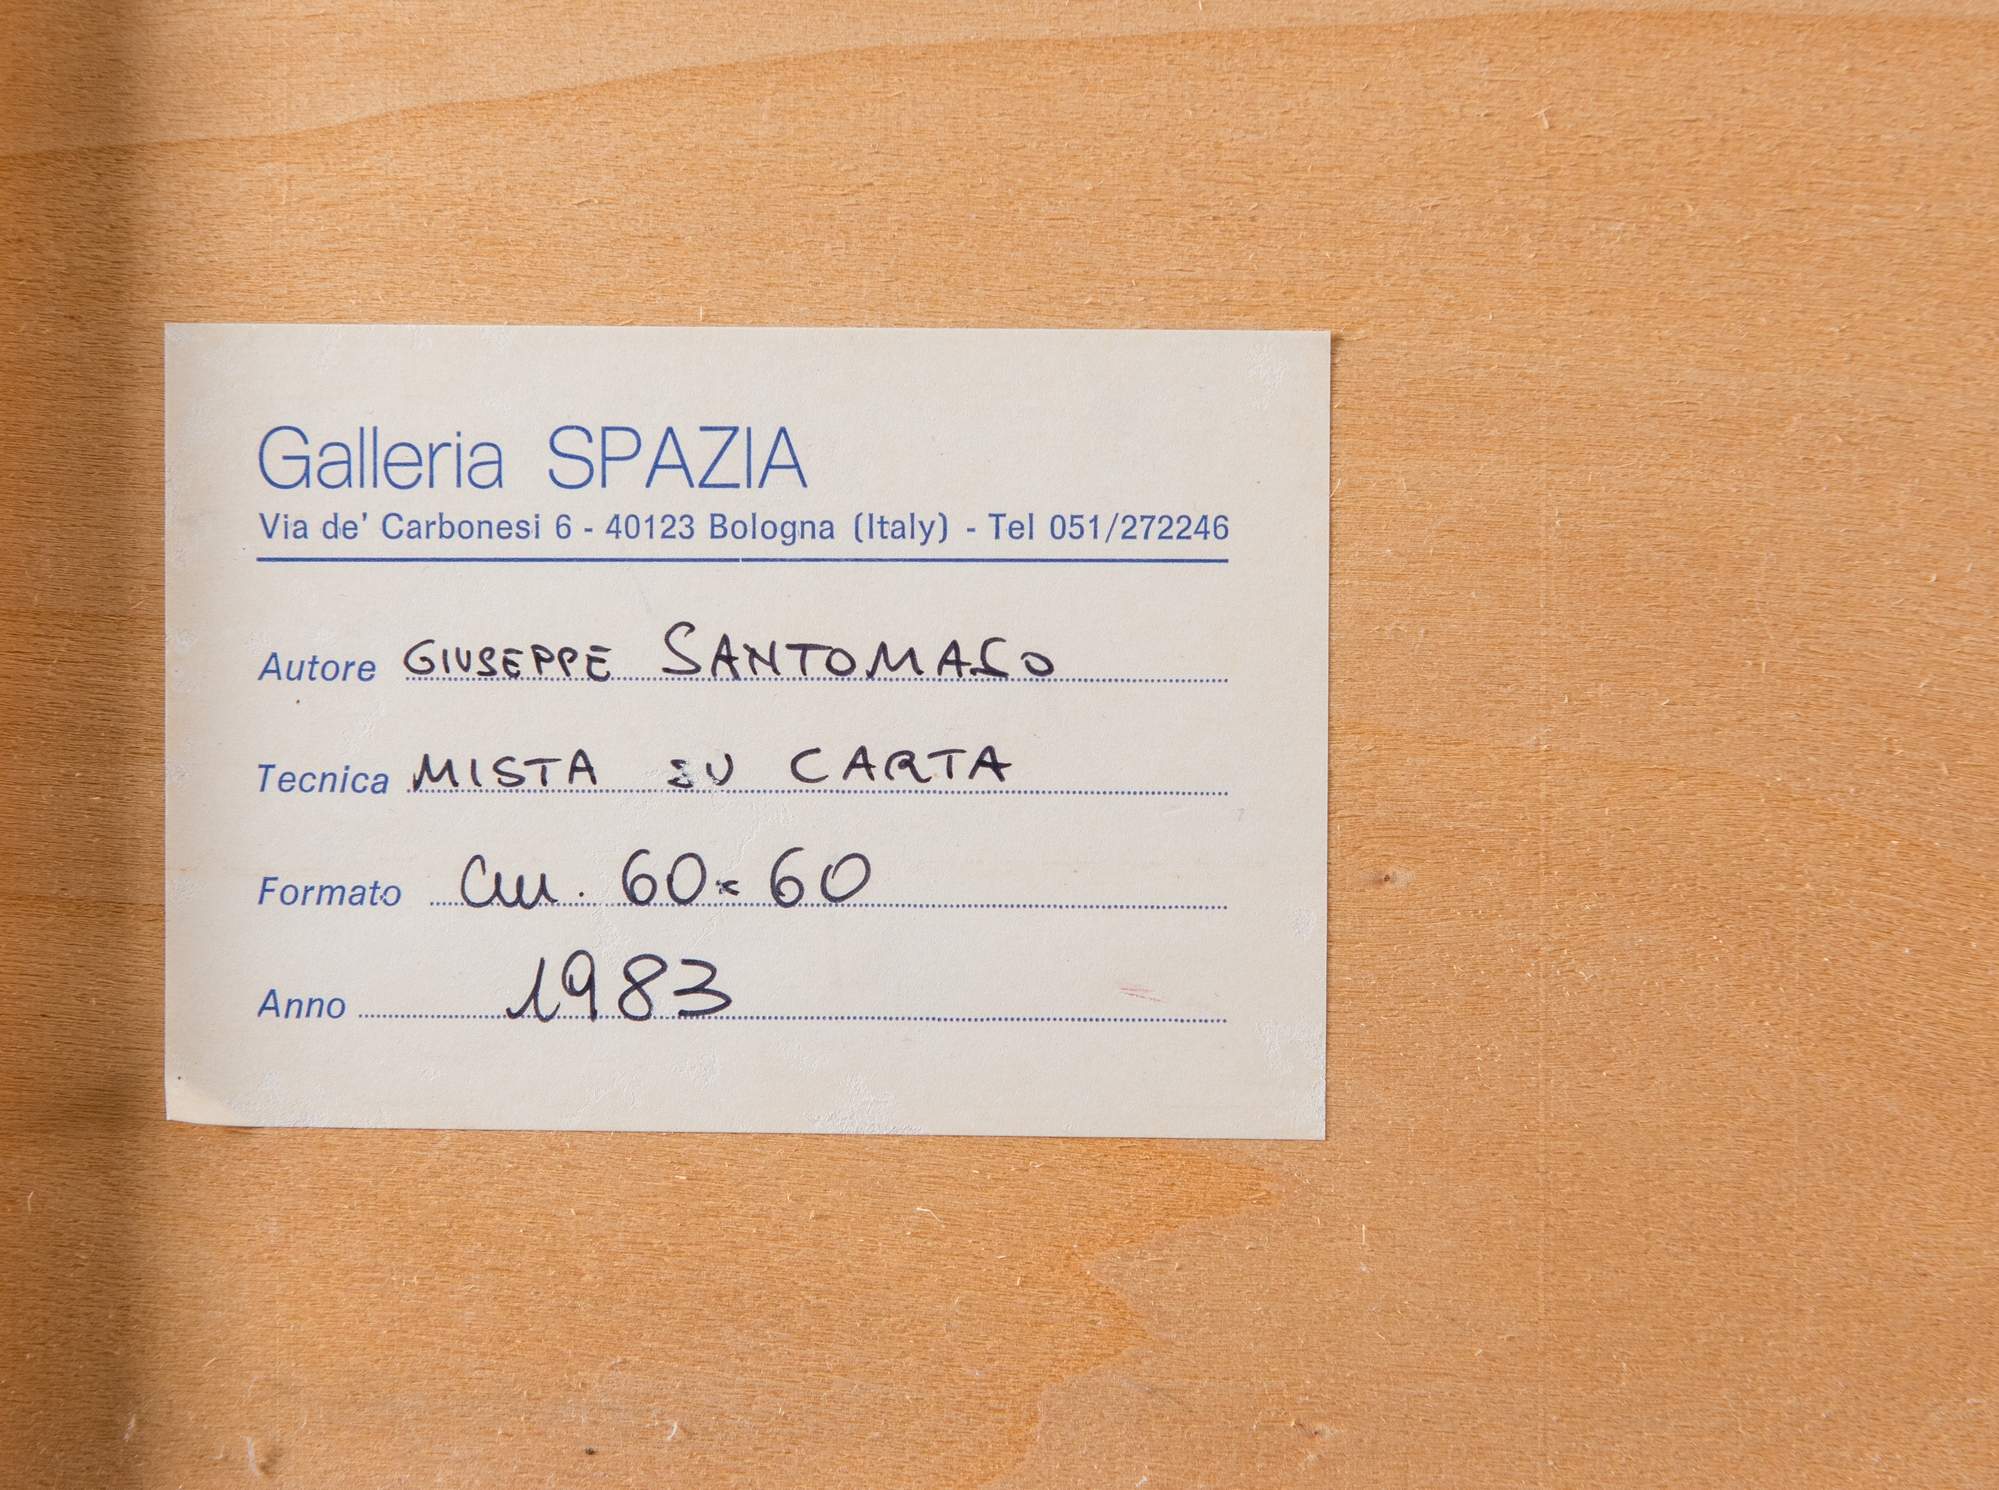 Galleria SPAZIA
Via de' Carbonesi 6 - 40123 Bologna (Italy) - Tel 051/272246
Autore GIUSEPPE SANTOMASO
Tecnica MISTA SU CARTA
Formato cm. 60x60
Anno 1983